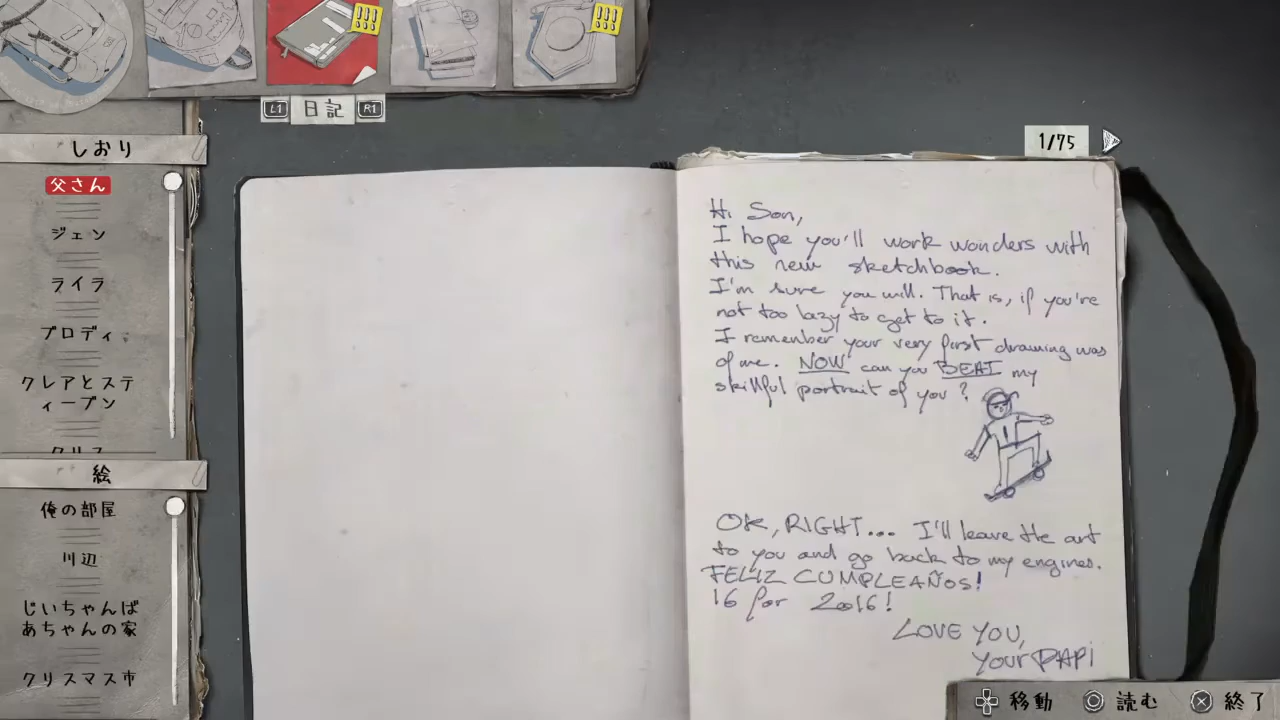 L1 日記 R1
しおり
父さん
ジェン
ライラ
ブロディ
クレアとステ
ィーブン
クリス
絵
俺の部屋
川辺
じいちゃんば
あちゃんの家
クリスマス市
1/75
Hi Son,
I hope you'll work wonders with
this new sketchbook.
I'm sure you will. That is, if you're
not too lazy to get to it.
I remember your very first drawing was
of me. NOW can you BEAT my
skillful portrait of you?
OK, RIGHT... I'll leave the art
to you and go back to my engines.
FELIZ CUMPLEAÑOS!
16 for 2016!
LOVE YOU,
Your PAPI
移動 読む 終了